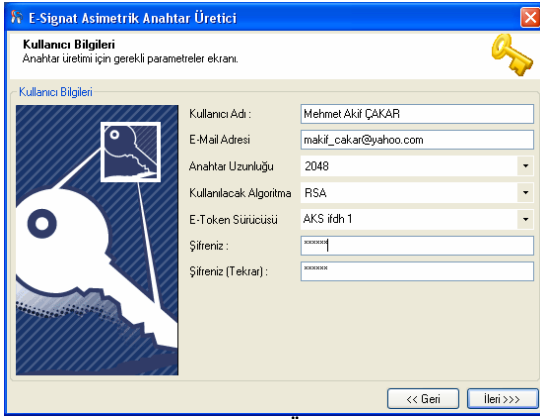 E-Signat Asimetrik Anahtar Üretici
Kullanıcı Bilgileri
Anahtar üretimi için gerekli parametreler ekranı.
Kullanıcı Bilgileri
Kullanıcı Adı : Mehmet Akif ÇAKAR
E-Mail Adresi makif_cakar@yahoo.com
Anahtar Uzunluğu 2048
Kullanılacak Algoritma RSA
E-Token Sürücüsü AKS ifdh 1
Şifreniz : ******
Şifreniz (Tekrar) : ******
<< Geri İleri >>>